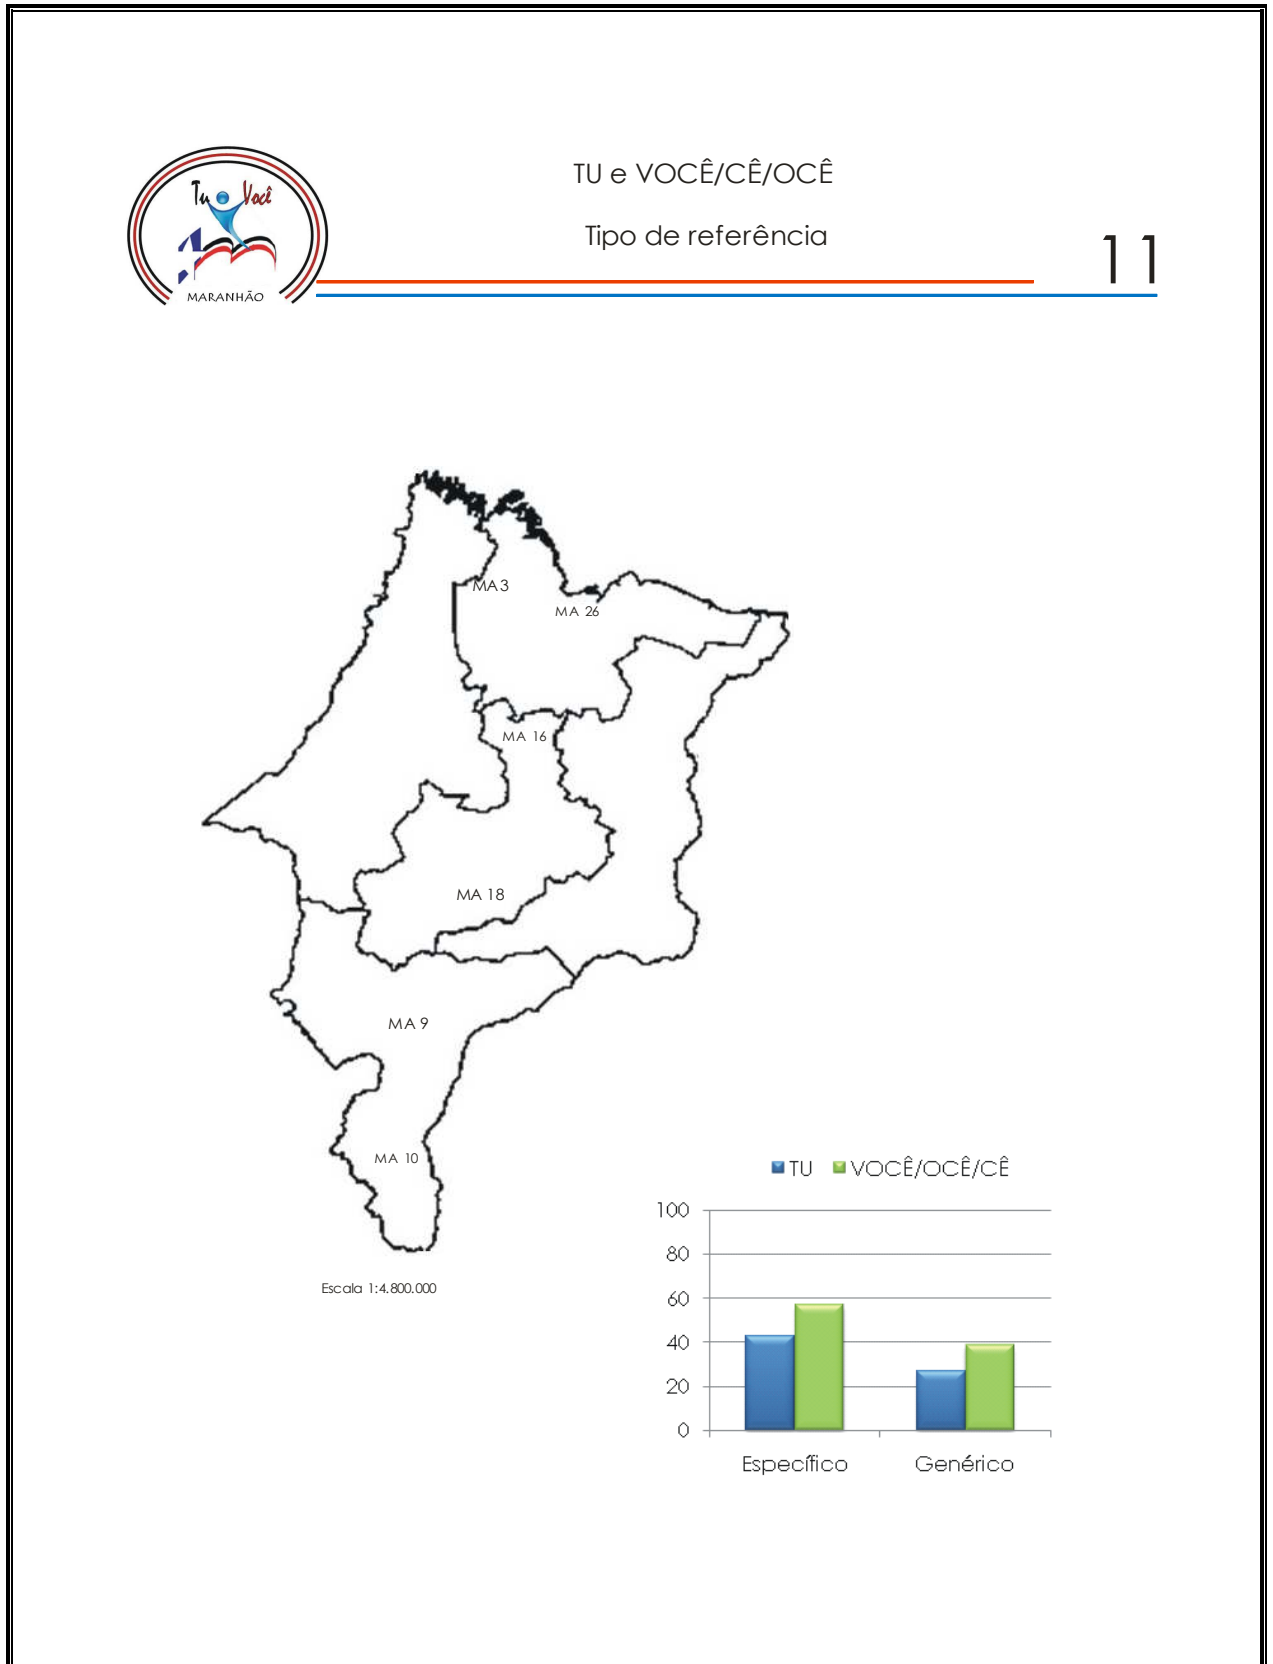 Tu Você
MARANHÃO
TU e VOCÊ/CÊ/OCÊ
Tipo de referência
11
MA3
MA 26
MA 16
MA 18
MA 9
MA 10
Escala 1:4.800.000
TU VOCÊ/OCÊ/CÊ
100
80
60
40
20
0
Específico Genérico